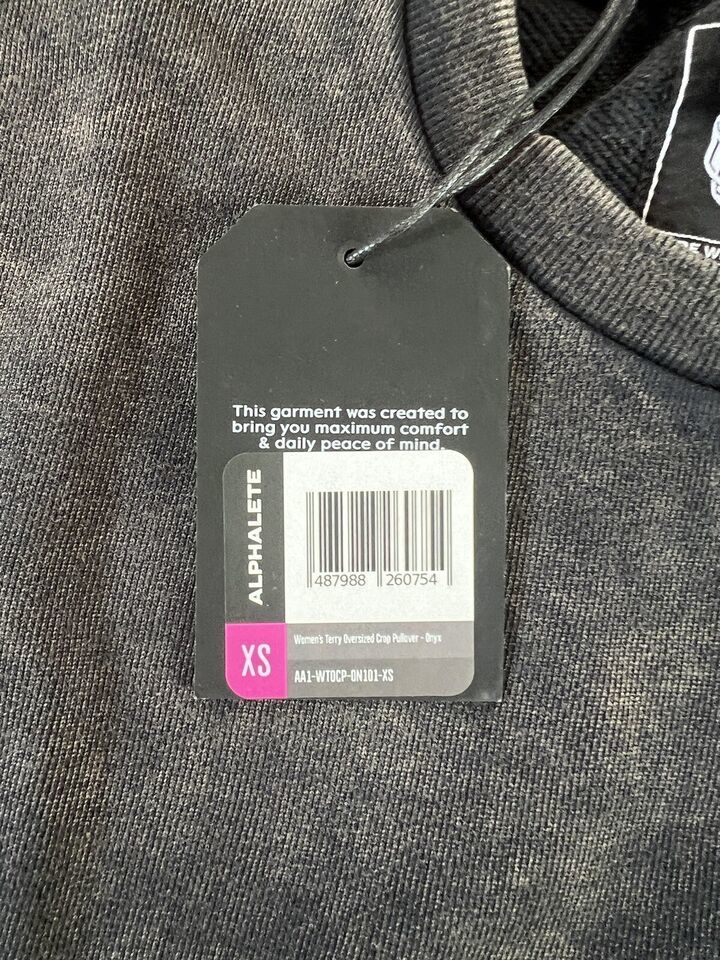 This garment was created to
bring you maximum comfort
& daily peace of mind.
ALPHALETE
487988 260754
XS
Women's Terry Oversized Crop Pullover - Onyx
AA1-WTOCP-ON101-XS